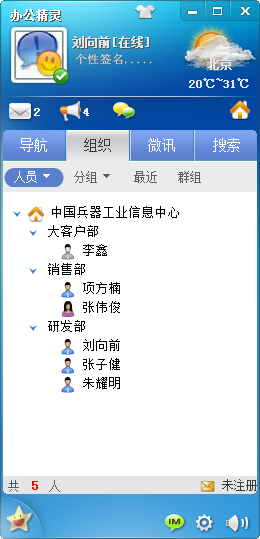 办公精灵
刘向前[在线]
个性签名.....
北京
20℃~31℃
2
4
导航 组织 微讯 搜索
人员 分组 最近 群组
中国兵器工业信息中心
大客户部
李鑫
销售部
项方楠
张伟俊
研发部
刘向前
张子健
朱耀明
共 5 人 未注册
IM